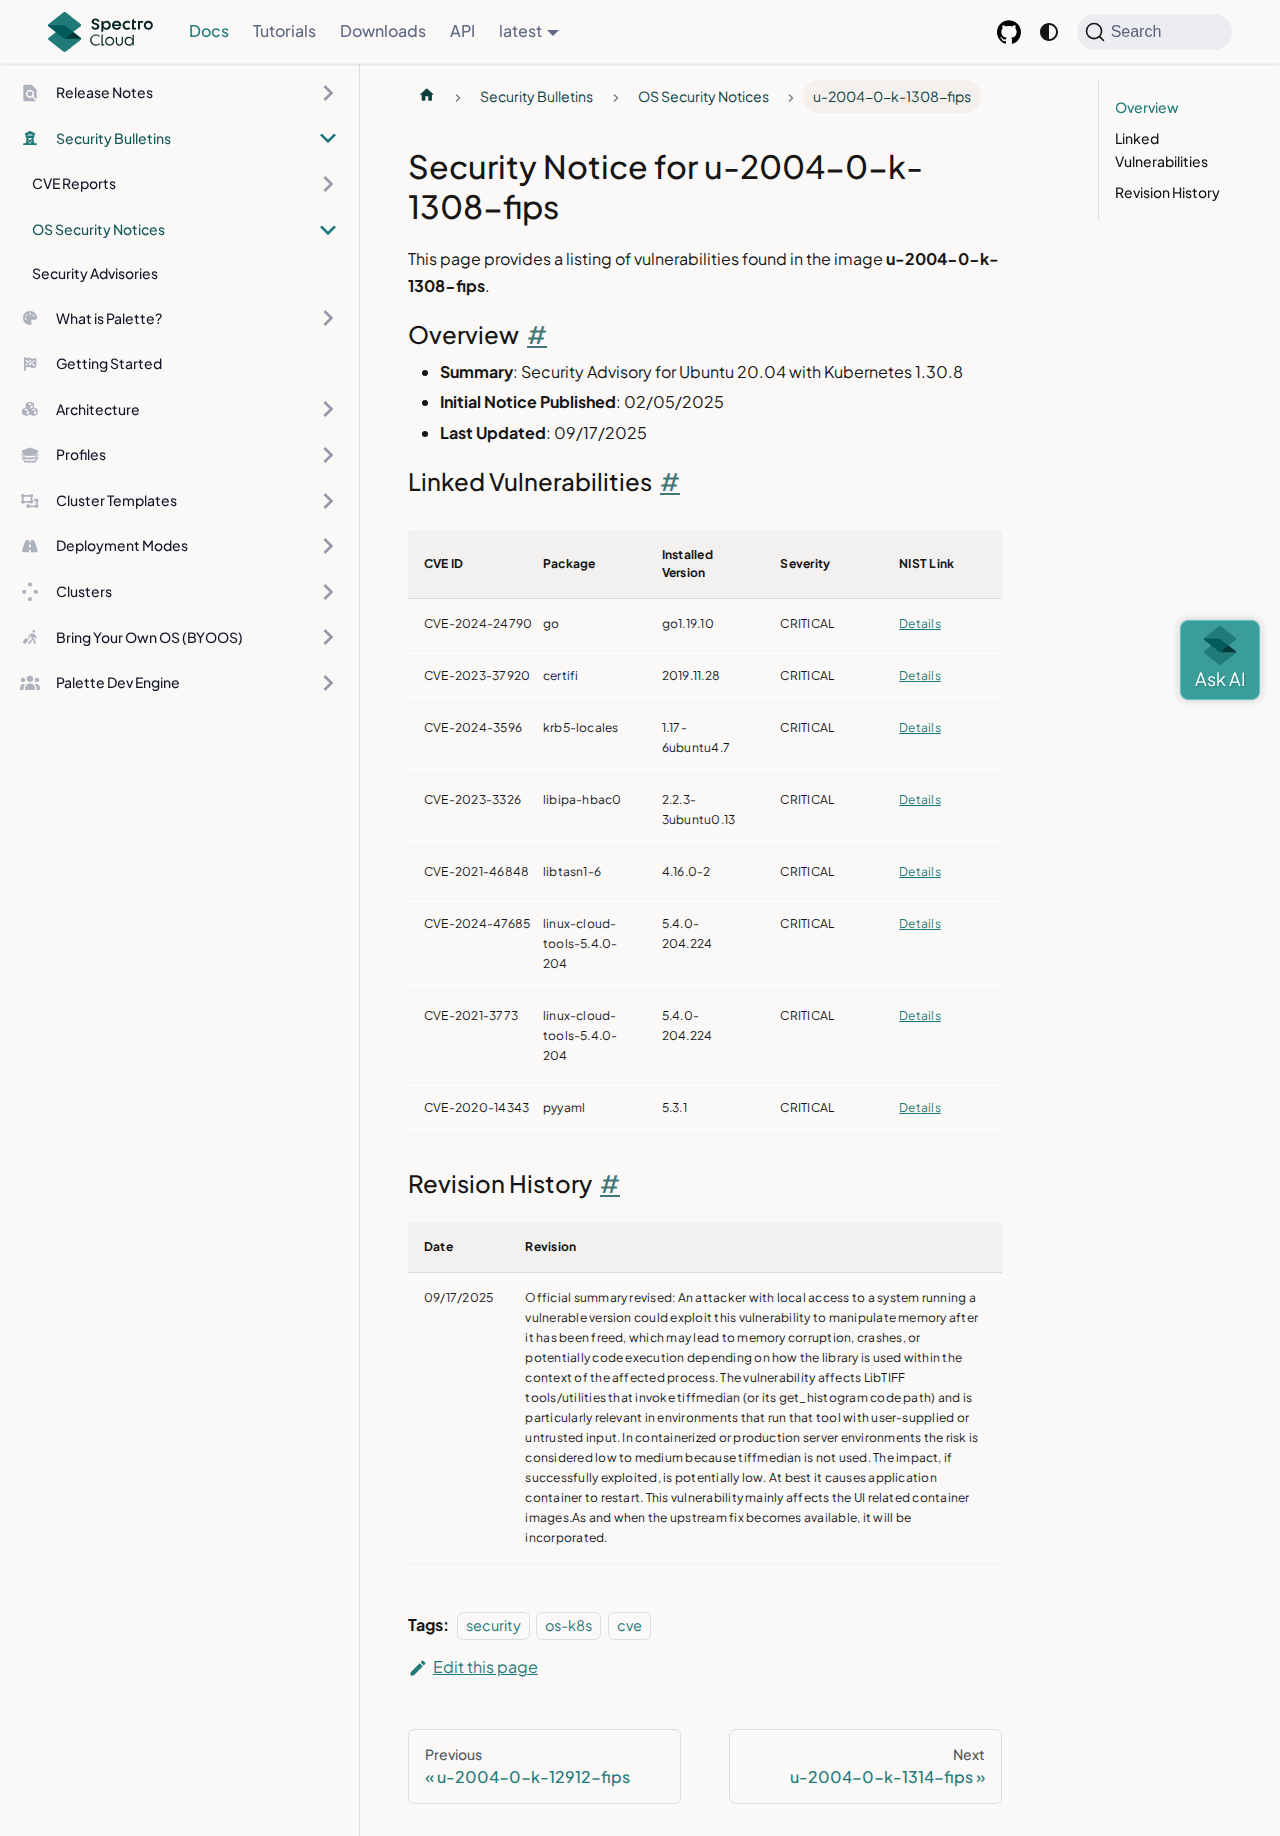 Spectro Cloud
Docs
Tutorials
Downloads
API
latest
Search
Release Notes
Security Bulletins
CVE Reports
OS Security Notices
Security Advisories
What is Palette?
Getting Started
Architecture
Profiles
Cluster Templates
Deployment Modes
Clusters
Bring Your Own OS (BYOOS)
Palette Dev Engine
Security Bulletins
OS Security Notices
u-2004-0-k-1308-fips
Security Notice for u-2004-0-k-
1308-fips
This page provides a listing of vulnerabilities found in the image u-2004-0-k-
1308-fips.
Overview #
Summary: Security Advisory for Ubuntu 20.04 with Kubernetes 1.30.8
Initial Notice Published: 02/05/2025
Last Updated: 09/17/2025
Linked Vulnerabilities #
CVE ID Package Installed Version Severity NIST Link
CVE-2024-24790 go go1.19.10 CRITICAL Details
CVE-2023-37920 certifi 2019.11.28 CRITICAL Details
CVE-2024-3596 krb5-locales 1.17-6ubuntu4.7 CRITICAL Details
CVE-2023-3326 libipa-hbac0 2.2.3-3ubuntu0.13 CRITICAL Details
CVE-2021-46848 libtasn1-6 4.16.0-2 CRITICAL Details
CVE-2024-47685 linux-cloud-tools-5.4.0-204 5.4.0-204.224 CRITICAL Details
CVE-2021-3773 linux-cloud-tools-5.4.0-204 5.4.0-204.224 CRITICAL Details
CVE-2020-14343 pyyaml 5.3.1 CRITICAL Details
Revision History #
Date Revision
09/17/2025 Official summary revised: An attacker with local access to a system running a
vulnerable version could exploit this vulnerability to manipulate memory after
it has been freed, which may lead to memory corruption, crashes, or
potentially code execution depending on how the library is used within the
context of the affected process. The vulnerability affects LibTIFF
tools/utilities that invoke tiffmedian (or its get_histogram code path) and is
particularly relevant in environments that run that tool with user-supplied or
untrusted input. In containerized or production server environments the risk is
considered low to medium because tiffmedian is not used. The impact, if
successfully exploited, is potentially low. At best it causes application
container to restart. This vulnerability mainly affects the UI related container
images.As and when the upstream fix becomes available, it will be
incorporated.
Tags: security os-k8s cve
Edit this page
Previous
« u-2004-0-k-12912-fips
Next
u-2004-0-k-1314-fips »
Overview
Linked
Vulnerabilities
Revision History
Ask AI